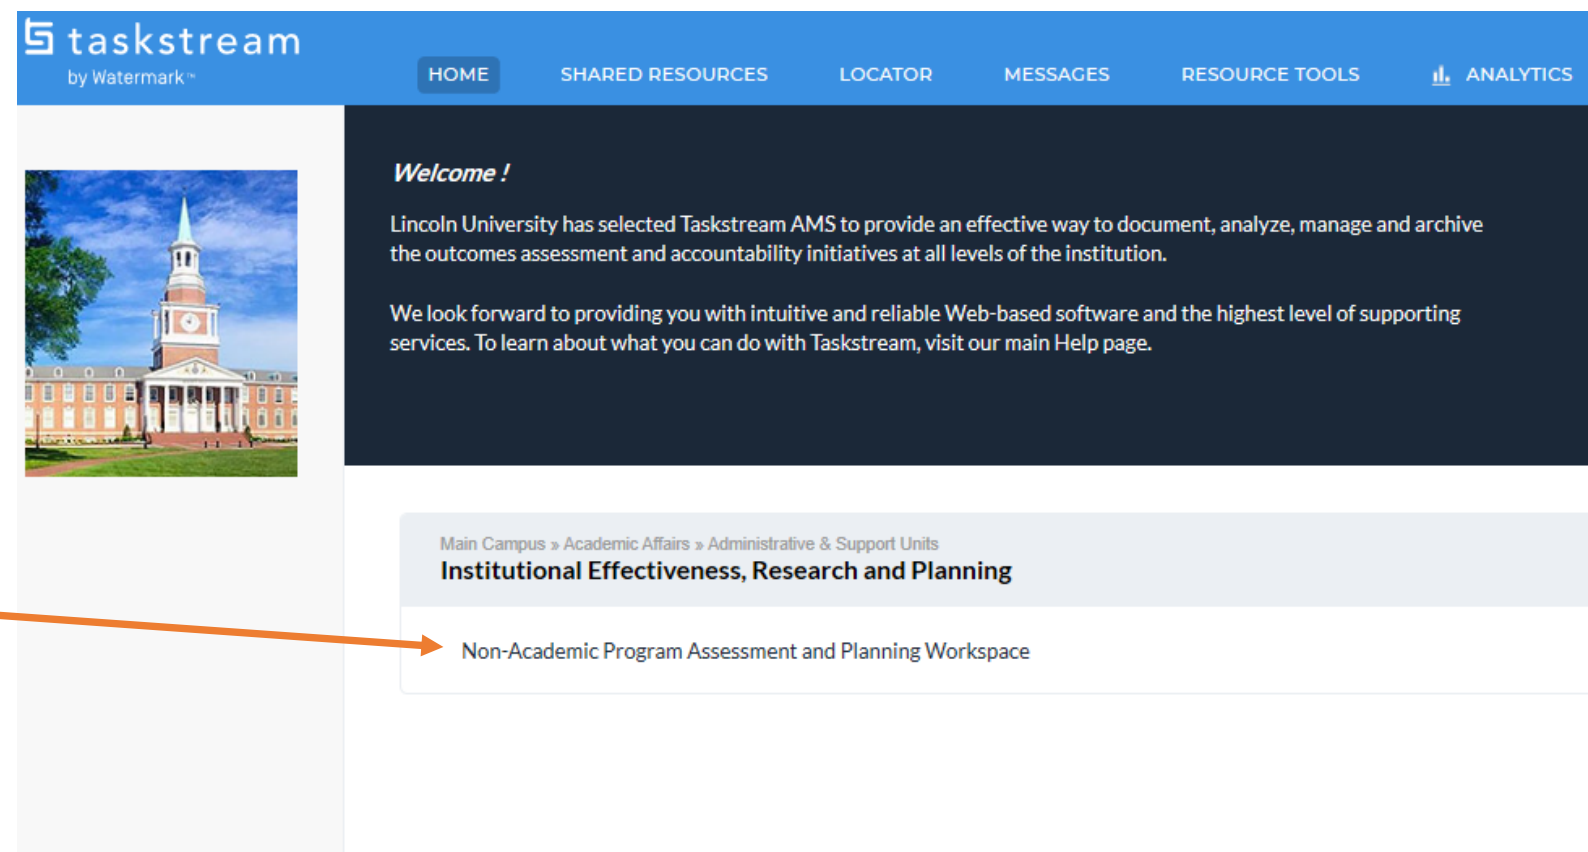 taskstream
by Watermark™
HOME SHARED RESOURCES LOCATOR MESSAGES RESOURCE TOOLS ANALYTICS
Welcome !
Lincoln University has selected Taskstream AMS to provide an effective way to document, analyze, manage and archive
the outcomes assessment and accountability initiatives at all levels of the institution.
We look forward to providing you with intuitive and reliable Web-based software and the highest level of supporting
services. To learn about what you can do with Taskstream, visit our main Help page.
Main Campus » Academic Affairs » Administrative & Support Units
Institutional Effectiveness, Research and Planning
Non-Academic Program Assessment and Planning Workspace